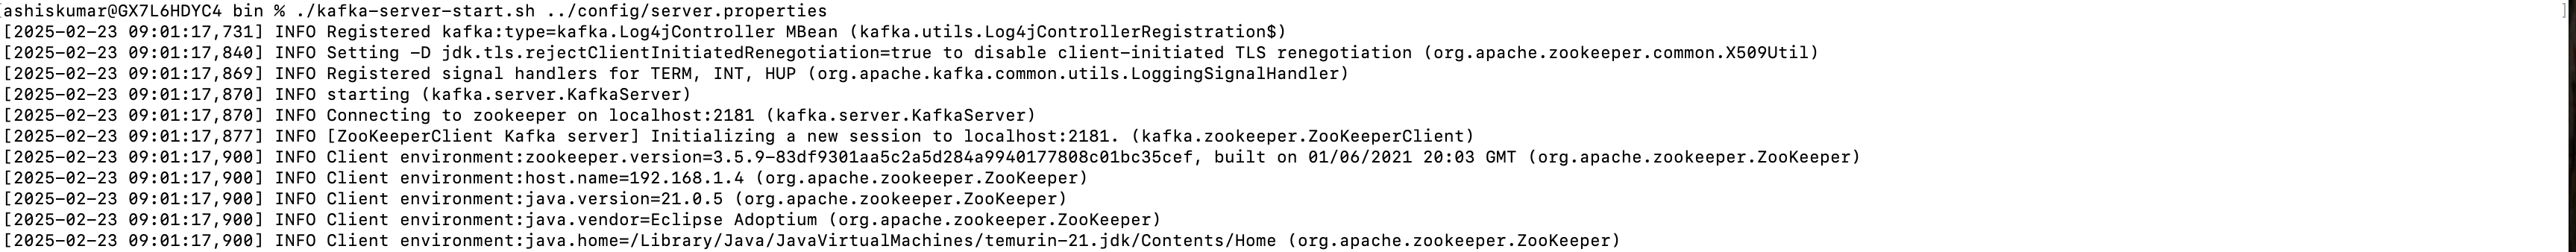 [ashiskumar@GX7L6HDYC4 bin % ./kafka-server-start.sh ../config/server.properties ]
[2025-02-23 09:01:17,731] INFO Registered kafka:type=kafka.Log4jController MBean (kafka.utils.Log4jControllerRegistration$)
[2025-02-23 09:01:17,840] INFO Setting -D jdk.tls.rejectClientInitiatedRenegotiation=true to disable client-initiated TLS renegotiation (org.apache.zookeeper.common.X509Util)
[2025-02-23 09:01:17,869] INFO Registered signal handlers for TERM, INT, HUP (org.apache.kafka.common.utils.LoggingSignalHandler)
[2025-02-23 09:01:17,870] INFO starting (kafka.server.KafkaServer)
[2025-02-23 09:01:17,870] INFO Connecting to zookeeper on localhost:2181 (kafka.server.KafkaServer)
[2025-02-23 09:01:17,877] INFO [ZooKeeperClient Kafka server] Initializing a new session to localhost:2181. (kafka.zookeeper.ZooKeeperClient)
[2025-02-23 09:01:17,900] INFO Client environment:zookeeper.version=3.5.9-83df9301aa5c2a5d284a9940177808c01bc35cef, built on 01/06/2021 20:03 GMT (org.apache.zookeeper.ZooKeeper)
[2025-02-23 09:01:17,900] INFO Client environment:host.name=192.168.1.4 (org.apache.zookeeper.ZooKeeper)
[2025-02-23 09:01:17,900] INFO Client environment:java.version=21.0.5 (org.apache.zookeeper.ZooKeeper)
[2025-02-23 09:01:17,900] INFO Client environment:java.vendor=Eclipse Adoptium (org.apache.zookeeper.ZooKeeper)
[2025-02-23 09:01:17,900] INFO Client environment:java.home=/Library/Java/JavaVirtualMachines/temurin-21.jdk/Contents/Home (org.apache.zookeeper.ZooKeeper)